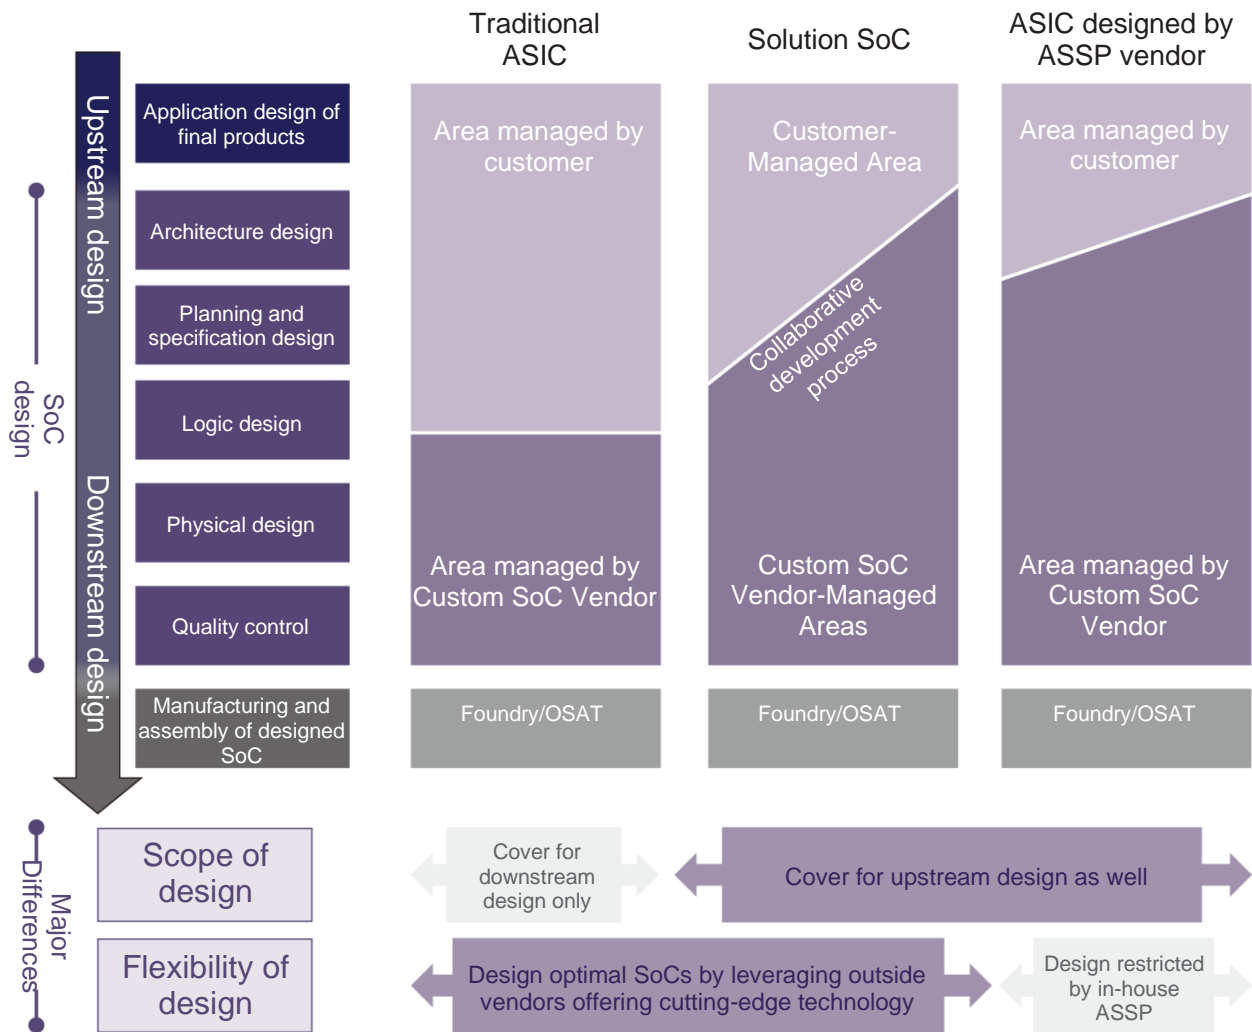 Traditional
ASIC
Solution SoC
ASIC designed by
ASSP vendor
Upstream design
Downstream design
SoC
design
Application design of
final products
Architecture design
Planning and
specification design
Logic design
Physical design
Quality control
Manufacturing and
assembly of designed
SoC
Area managed by
customer
Area managed by
Custom SoC Vendor
Foundry/OSAT
Customer-
Managed Area
Collaborative
development
process
Custom SoC
Vendor-Managed
Areas
Foundry/OSAT
Area managed by
customer
Area managed by
Custom SoC
Vendor
Foundry/OSAT
Major
Differences
Scope of
design
Cover for
downstream
design only
Cover for upstream design as well
Flexibility of
design
Design optimal SoCs by leveraging outside
vendors offering cutting-edge technology
Design restricted
by in-house
ASSP